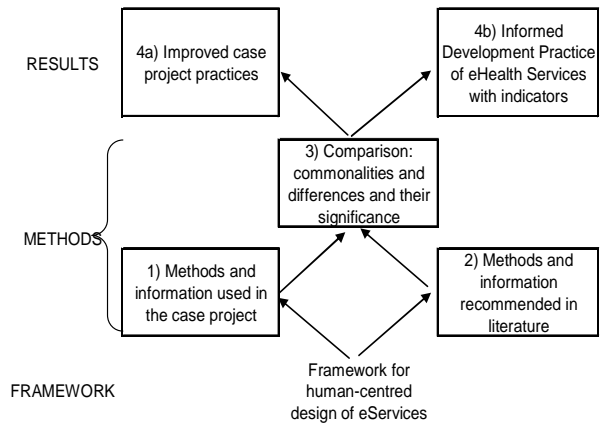 RESULTS
4a) Improved case
project practices
4b) Informed
Development Practice
of eHealth Services
with indicators
3) Comparison:
commonalities and
differences and their
significance
METHODS
1) Methods and
information used in
the case project
2) Methods and
information
recommended in
literature
FRAMEWORK
Framework for
human-centred
design of eServices